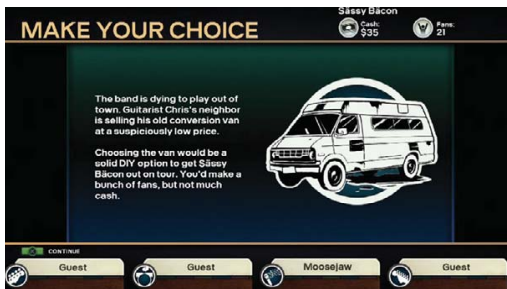 Sässy Bäcon
MAKE YOUR CHOICE
Cash:
$35
Fans:
21
The band is dying to play out of
town. Guitarist Chris's neighbor
is selling his old conversion van
at a suspiciously low price.
Choosing the van would be a
solid DIY option to get Sässy
Bäcon out on tour. You'd make a
bunch of fans, but not much
cash.
CONTINUE
Guest
Guest
Moosejaw
Guest